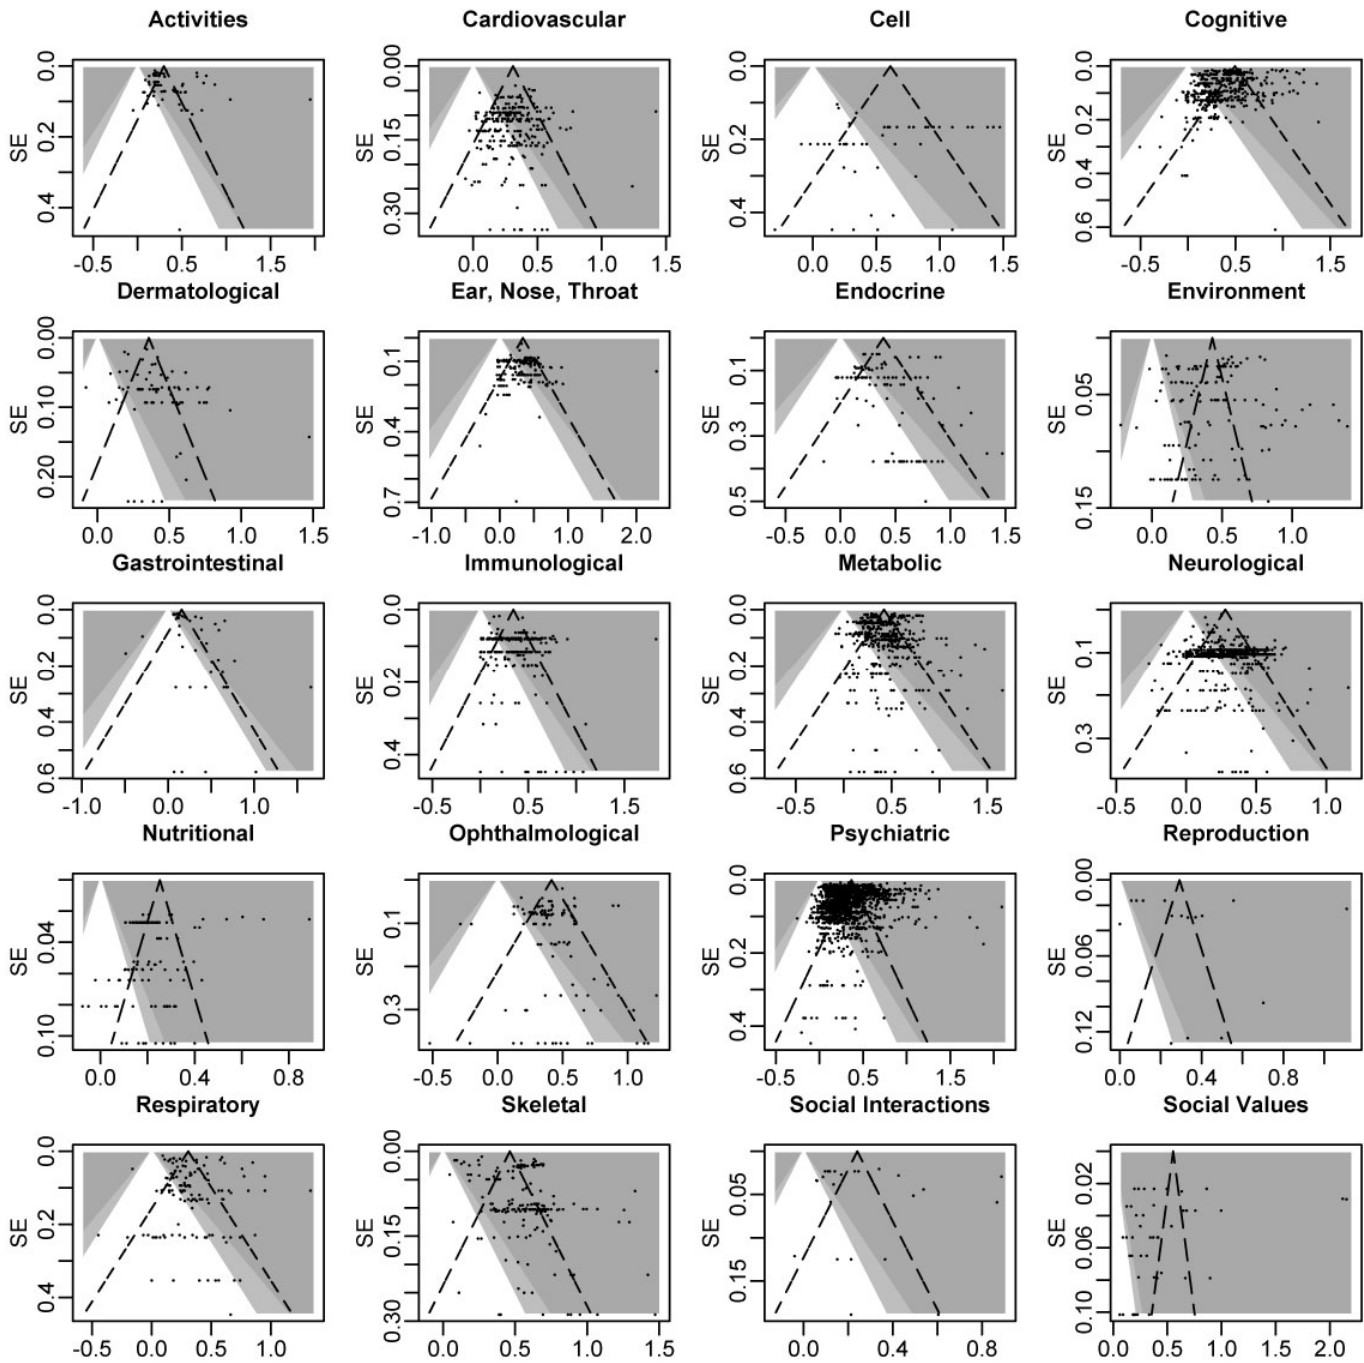 Activities
SE
0.0
0.2
0.4
-0.5 0.5 1.5
Cardiovascular
SE
0.00
0.15
0.30
0.0 0.5 1.0 1.5
Cell
SE
0.0
0.2
0.4
0.0 0.5 1.0 1.5
Cognitive
SE
0.0
0.2
0.4
0.6
-0.5 0.5 1.5
Dermatological
SE
0.00
0.10
0.20
0.0 0.5 1.0 1.5
Ear, Nose, Throat
SE
0.1
0.4
0.7
-1.0 0.0 1.0 2.0
Endocrine
SE
0.1
0.3
0.5
-0.5 0.0 0.5 1.0 1.5
Environment
SE
0.05
0.15
0.0 0.5 1.0
Gastrointestinal
SE
0.0
0.2
0.4
0.6
-1.0 0.0 1.0
Immunological
SE
0.0
0.2
0.4
-0.5 0.5 1.5
Metabolic
SE
0.0
0.2
0.4
0.6
-0.5 0.5 1.5
Neurological
SE
0.1
0.3
-0.5 0.0 0.5 1.0
Nutritional
SE
0.04
0.10
0.0 0.4 0.8
Ophthalmological
SE
0.1
0.3
-0.5 0.0 0.5 1.0
Psychiatric
SE
0.0
0.2
0.4
-0.5 0.5 1.5
Reproduction
SE
0.00
0.06
0.12
0.0 0.4 0.8
Respiratory
SE
0.0
0.2
0.4
-0.5 0.0 0.5 1.0
Skeletal
SE
0.00
0.15
0.30
0.0 0.5 1.0 1.5
Social Interactions
SE
0.05
0.15
0.0 0.4 0.8
Social Values
SE
0.02
0.06
0.10
0.0 0.5 1.0 2.0